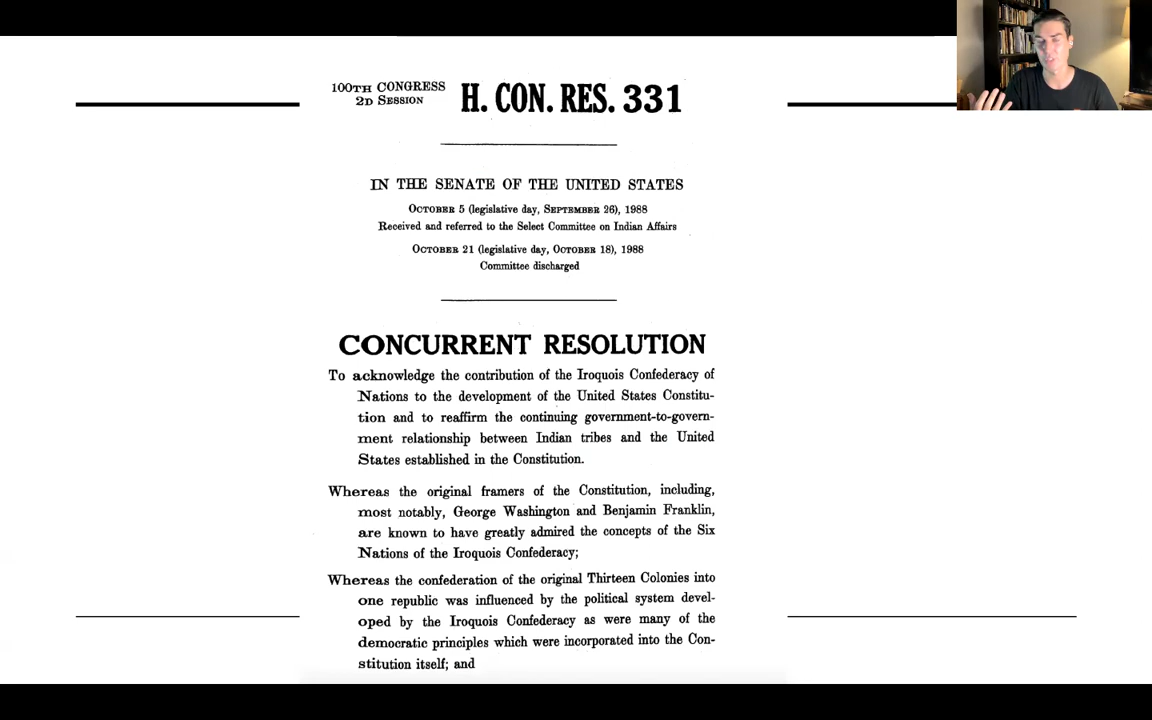 100TH CONGRESS
2D SESSION
H. CON. RES. 331
IN THE SENATE OF THE UNITED STATES
OCTOBER 5 (legislative day, SEPTEMBER 26), 1988
Received and referred to the Select Committee on Indian Affairs
OCTOBER 21 (legislative day, OCTOBER 18), 1988
Committee discharged
CONCURRENT RESOLUTION
To acknowledge the contribution of the Iroquois Confederacy of
Nations to the development of the United States Constitu-
tion and to reaffirm the continuing government-to-govern-
ment relationship between Indian tribes and the United
States established in the Constitution.
Whereas the original framers of the Constitution, including,
most notably, George Washington and Benjamin Franklin,
are known to have greatly admired the concepts of the Six
Nations of the Iroquois Confederacy;
Whereas the confederation of the original Thirteen Colonies into
one republic was influenced by the political system devel-
oped by the Iroquois Confederacy as were many of the
democratic principles which were incorporated into the Con-
stitution itself; and